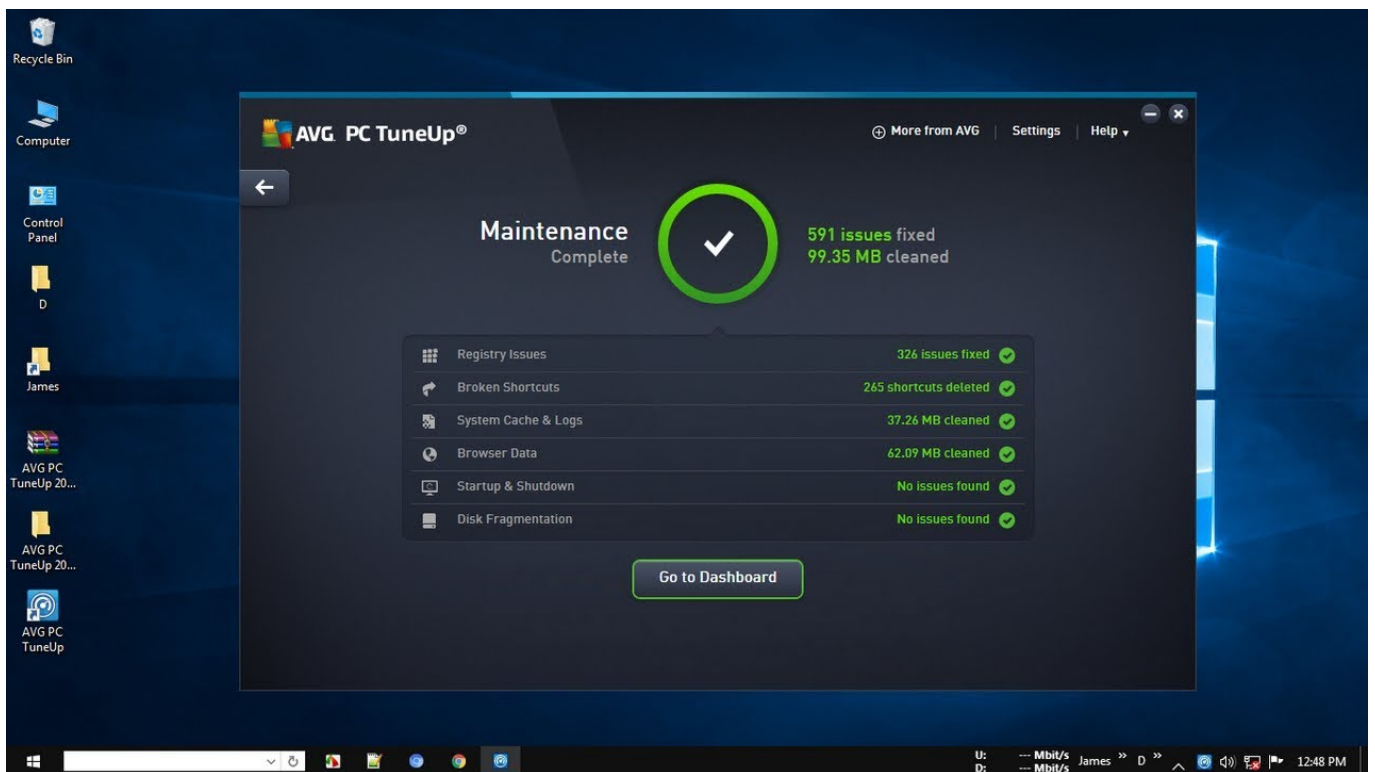 Recycle Bin
Computer
Control
Panel
D
James
AVG PC
TuneUp 20...
AVG PC
TuneUp 20...
AVG PC
TuneUp
AVG. PC TuneUp®
More from AVG
Settings
Help
Maintenance
Complete
591 issues fixed
99.35 MB cleaned
Registry Issues
326 issues fixed
Broken Shortcuts
265 shortcuts deleted
System Cache & Logs
37.26 MB cleaned
Browser Data
62.09 MB cleaned
Startup & Shutdown
No issues found
Disk Fragmentation
No issues found
Go to Dashboard
U: --- Mbit/s
D: --- Mbit/s
James »
D »
12:48 PM